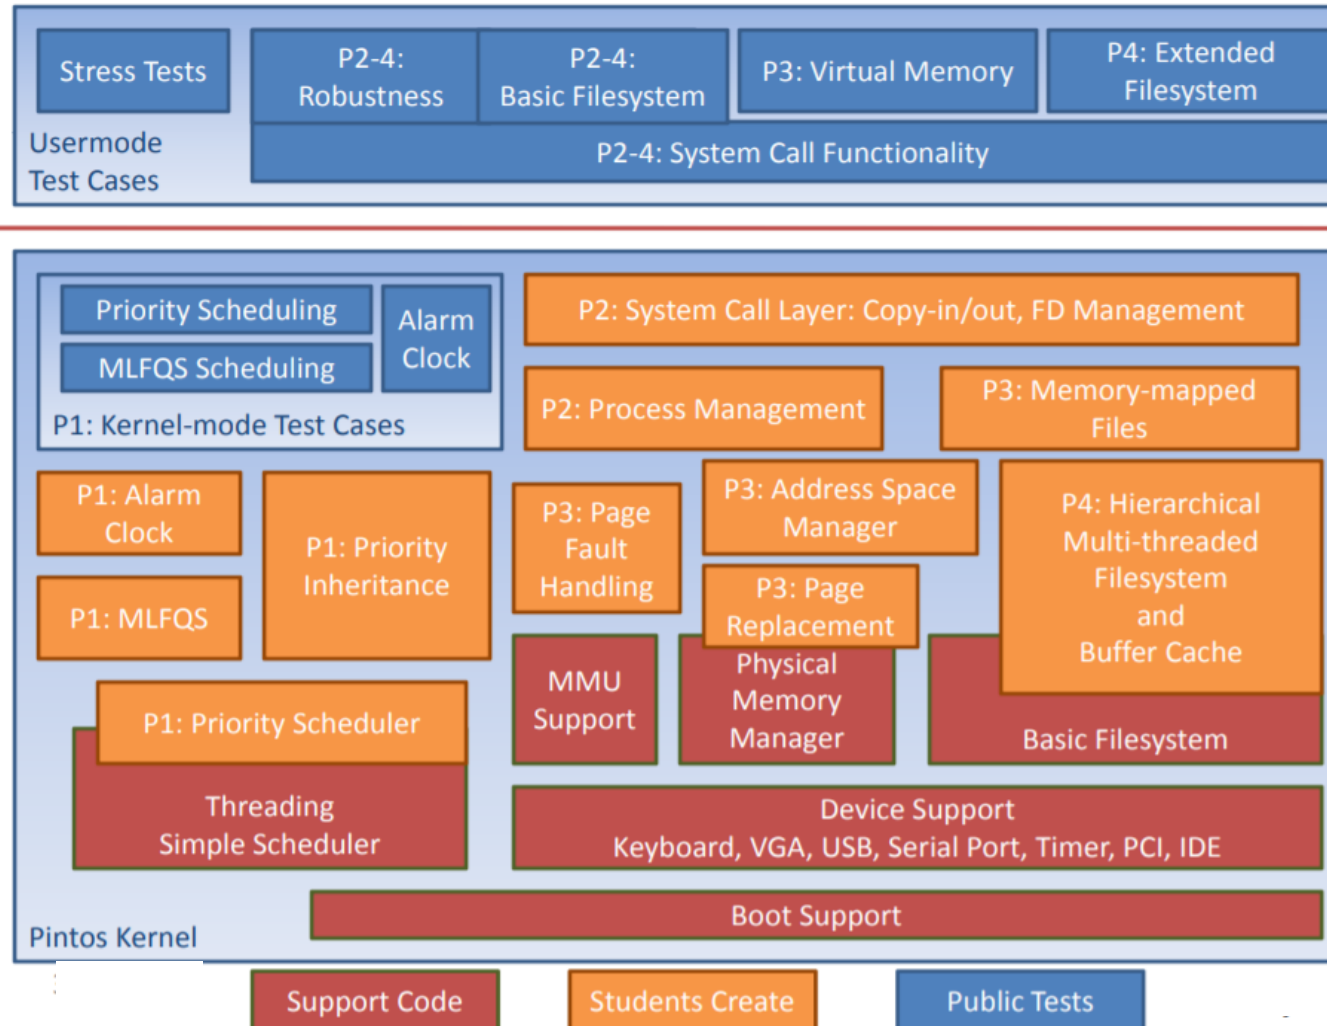 Stress Tests
P2-4:
Robustness
P2-4:
Basic Filesystem
P3: Virtual Memory
P4: Extended
Filesystem
Usermode
Test Cases
P2-4: System Call Functionality
Priority Scheduling
MLFQS Scheduling
Alarm
Clock
P1: Kernel-mode Test Cases
P2: System Call Layer: Copy-in/out, FD Management
P2: Process Management
P3: Memory-mapped
Files
P1: Alarm
Clock
P1: MLFQS
P1: Priority
Inheritance
P3: Page
Fault
Handling
P3: Address Space
Manager
P3: Page
Replacement
P4: Hierarchical
Multi-threaded
Filesystem
and
Buffer Cache
P1: Priority Scheduler
Threading
Simple Scheduler
MMU
Support
Physical
Memory
Manager
Basic Filesystem
Device Support
Keyboard, VGA, USB, Serial Port, Timer, PCI, IDE
Boot Support
Pintos Kernel
Support Code
Students Create
Public Tests